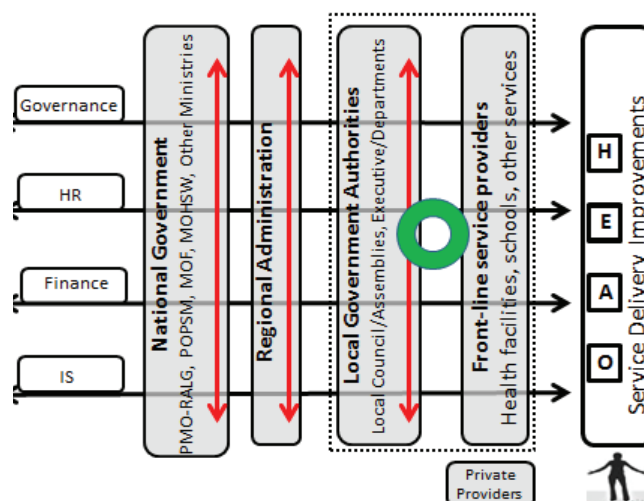 Governance
HR
Finance
IS
National Government
PMO-RALG, POPSM, MOF, MOHSW, Other Ministries
Regional Administration
Local Government Authorities
Local Council/Assemblies, Executive/Departments
Front-line service providers
Health facilities, schools, other services
H
E
A
O
Service Delivery Improvements
Private
Providers